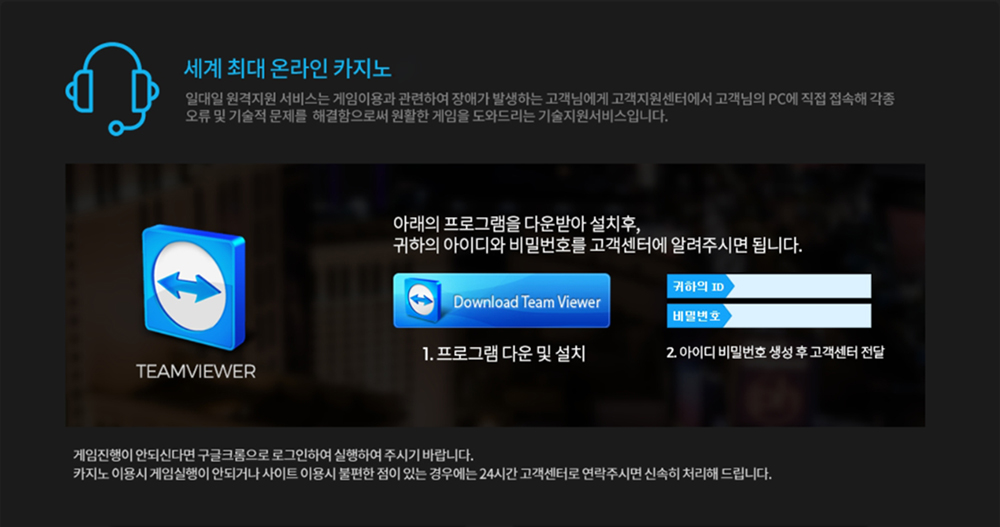 세계 최대 온라인 카지노
일대일 원격지원 서비스는 게임이용과 관련하여 장애가 발생하는 고객님에게 고객지원센터에서 고객님의 PC에 직접 접속해 각종
오류 및 기술적 문제를 해결함으로써 원활한 게임을 도와드리는 기술지원서비스입니다.
아래의 프로그램을 다운받아 설치후,
귀하의 아이디와 비밀번호를 고객센터에 알려주시면 됩니다.
Download Team Viewer
귀하의 ID
비밀번호
1. 프로그램 다운 및 설치
2. 아이디 비밀번호 생성 후 고객센터 전달
TEAMVIEWER
게임진행이 안되신다면 구글크롬으로 로그인하여 실행하여 주시기 바랍니다.
카지노 이용시 게임실행이 안되거나 사이트 이용시 불편한 점이 있는 경우에는 24시간 고객센터로 연락주시면 신속히 처리해 드립니다.